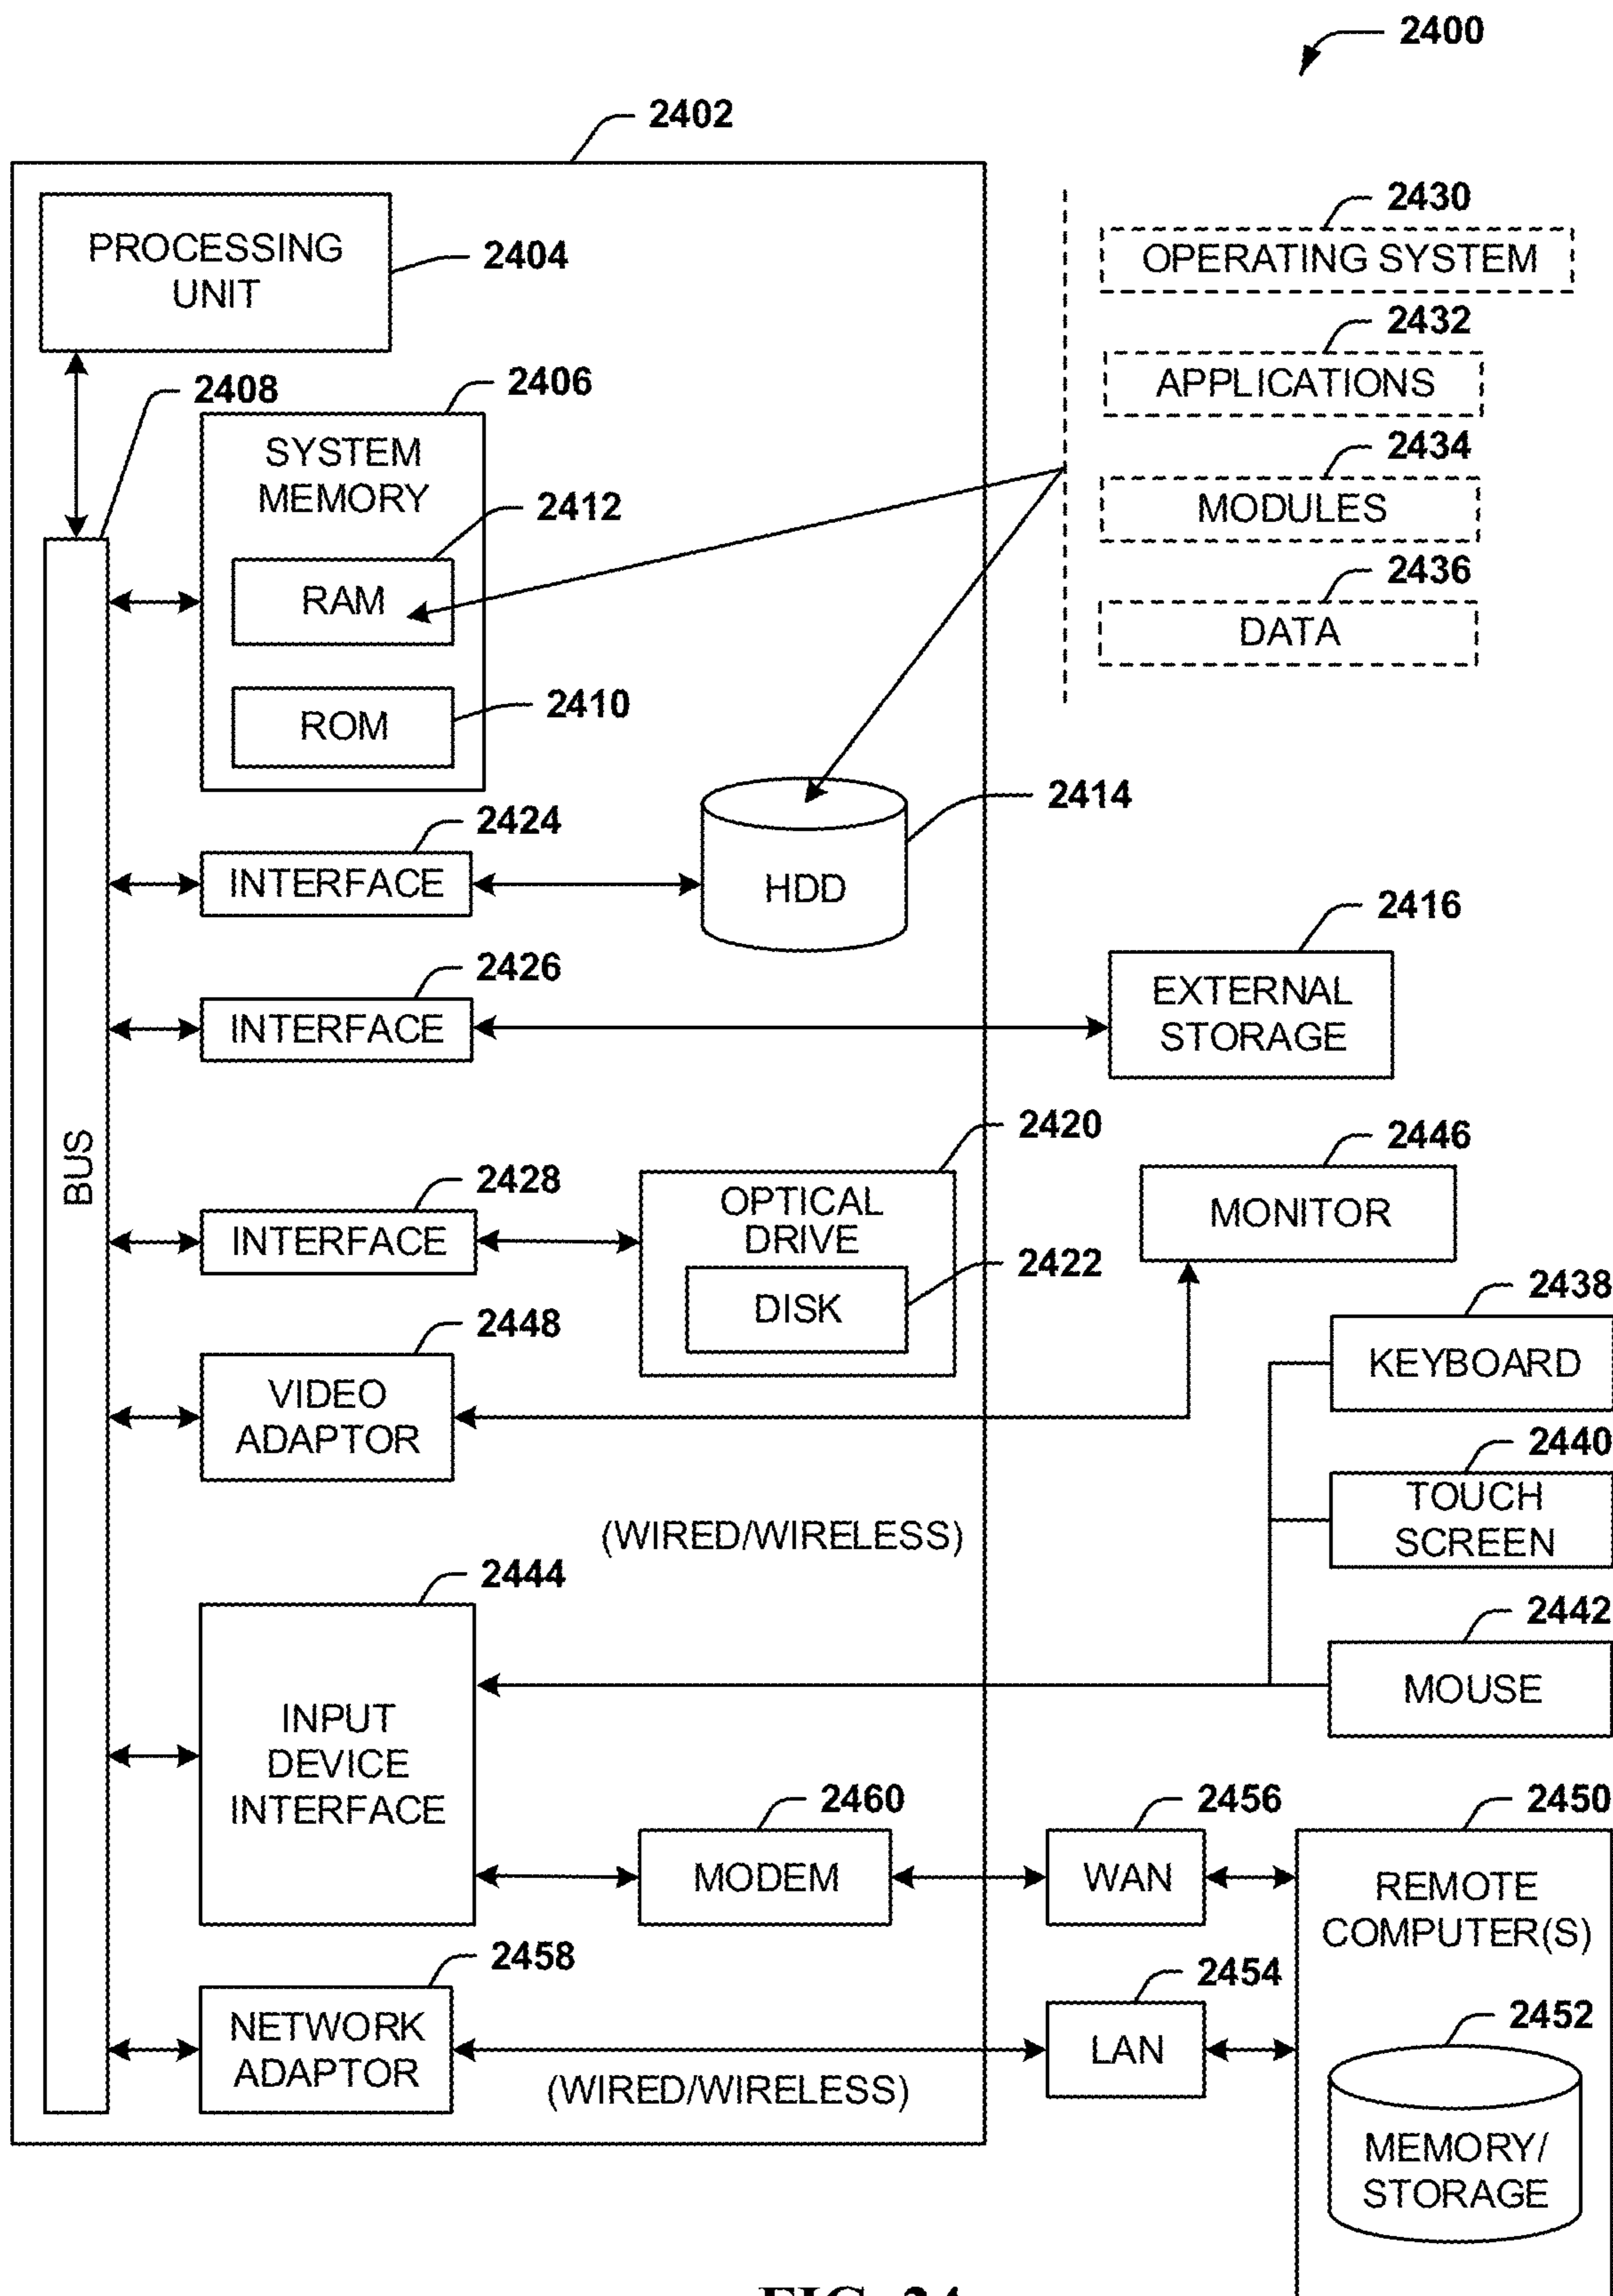 2400
2402
PROCESSING
UNIT
2404
2430
OPERATING SYSTEM
2432
APPLICATIONS
2434
MODULES
2436
DATA
2408
2406
SYSTEM
MEMORY
2412
RAM
2410
ROM
2424
INTERFACE
2414
HDD
2426
INTERFACE
2416
EXTERNAL
STORAGE
BUS
2428
INTERFACE
2420
OPTICAL
DRIVE
2422
DISK
2446
MONITOR
2448
VIDEO
ADAPTOR
2438
KEYBOARD
2440
TOUCH
SCREEN
(WIRED/WIRELESS)
2444
INPUT
DEVICE
INTERFACE
2442
MOUSE
2460
MODEM
2456
WAN
2450
REMOTE
COMPUTER(S)
2458
NETWORK
ADAPTOR
(WIRED/WIRELESS)
2454
LAN
2452
MEMORY/
STORAGE
FIG. 24